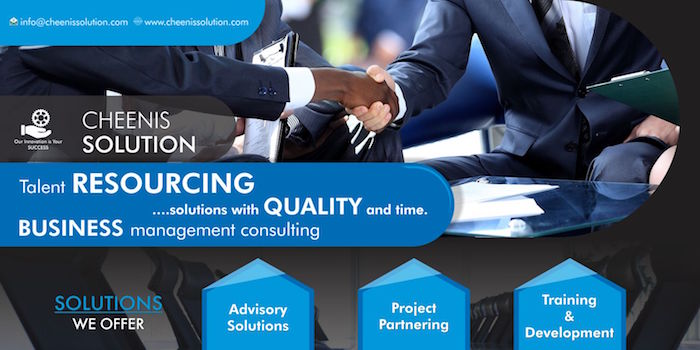 info@cheenissolution.com
www.cheenissolution.com
CHEENIS
SOLUTION
Our Innovation is Your
SUCCESS
Talent RESOURCING
....solutions with QUALITY and time.
BUSINESS management consulting
SOLUTIONS
WE OFFER
Advisory
Solutions
Project
Partnering
Training
&
Development